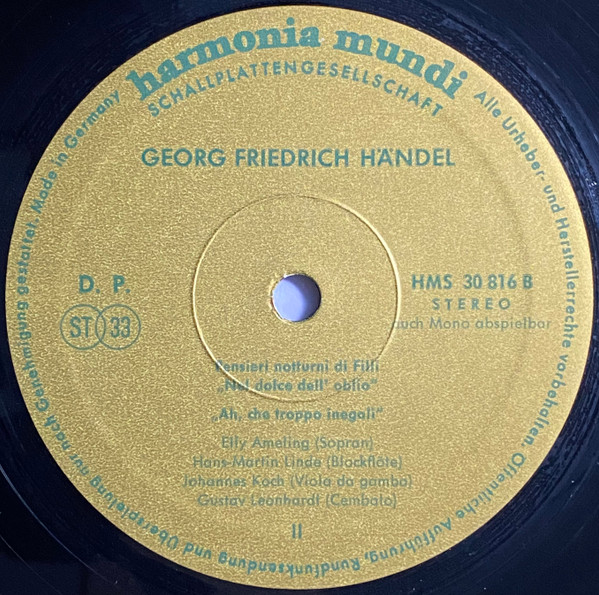 harmonia mundi
SCHALLPLATTENGESELLSCHAFT
GEORG FRIEDRICH HÄNDEL
D. P.
ST 33
HMS 30 816 B
STEREO
auch Mono abspielbar
Pensieri notturni di Filli
„Nel dolce dell' oblio"
„Ah, che troppo inegali"
Elly Ameling (Sopran)
Hans-Martin Linde (Blockflöte)
Johannes Koch (Viola da gamba)
Gustav Leonhardt (Cembalo)
II
Alle Urheber- und Herstellerrechte vorbehalten. Öffentliche Aufführung, Rundfunksendung und Überspielung nur nach Genehmigung gestattet. Made in Germany